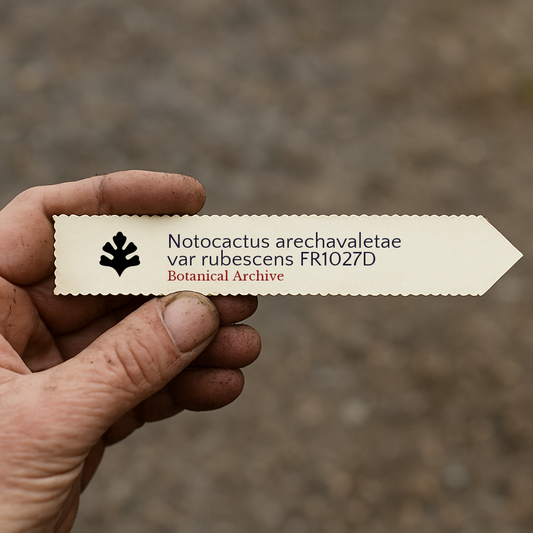 Notocactus arechavaletae
var rubescens FR1027D
Botanical Archive